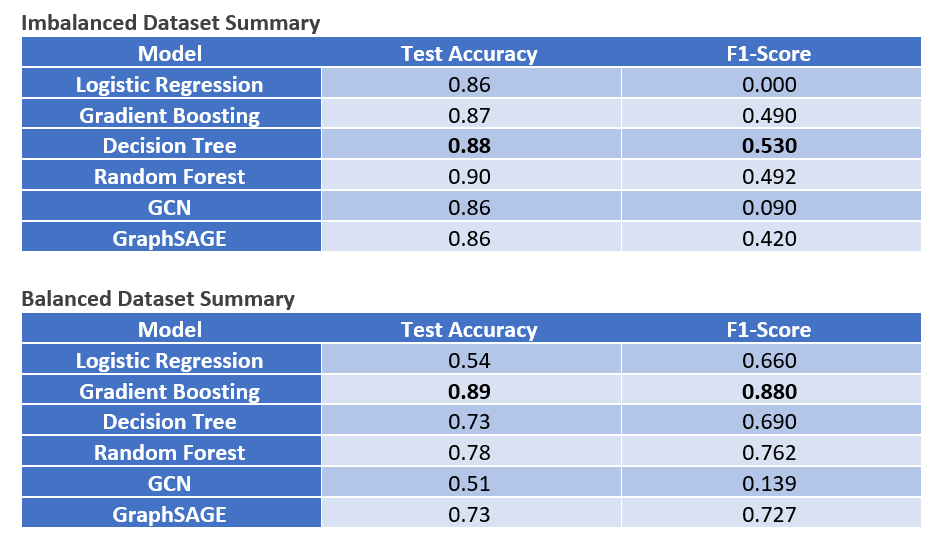 Imbalanced Dataset Summary
Model Test Accuracy F1-Score
Logistic Regression 0.86 0.000
Gradient Boosting 0.87 0.490
Decision Tree 0.88 0.530
Random Forest 0.90 0.492
GCN 0.86 0.090
GraphSAGE 0.86 0.420
Balanced Dataset Summary
Model Test Accuracy F1-Score
Logistic Regression 0.54 0.660
Gradient Boosting 0.89 0.880
Decision Tree 0.73 0.690
Random Forest 0.78 0.762
GCN 0.51 0.139
GraphSAGE 0.73 0.727